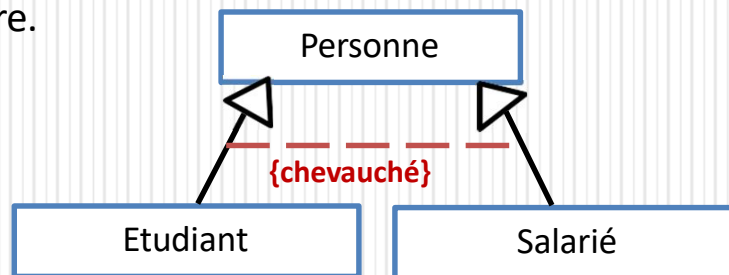 re.
Personne
{chevauché}
Etudiant
Salarié